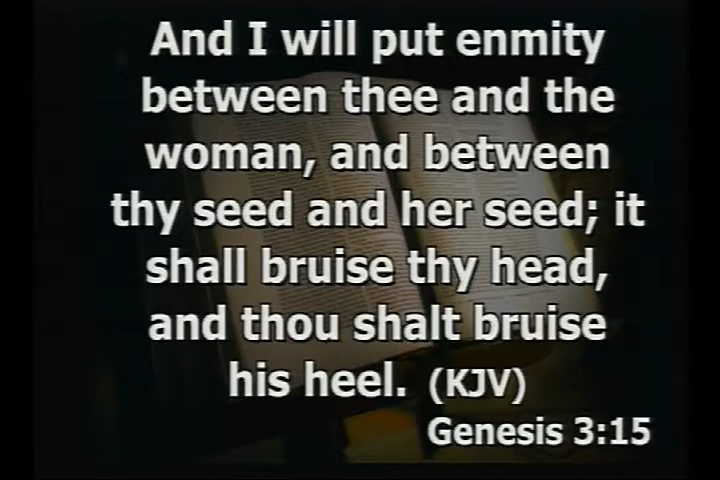 And I will put enmity
between thee and the
woman, and between
thy seed and her seed; it
shall bruise thy head,
and thou shalt bruise
his heel. (KJV)
Genesis 3:15